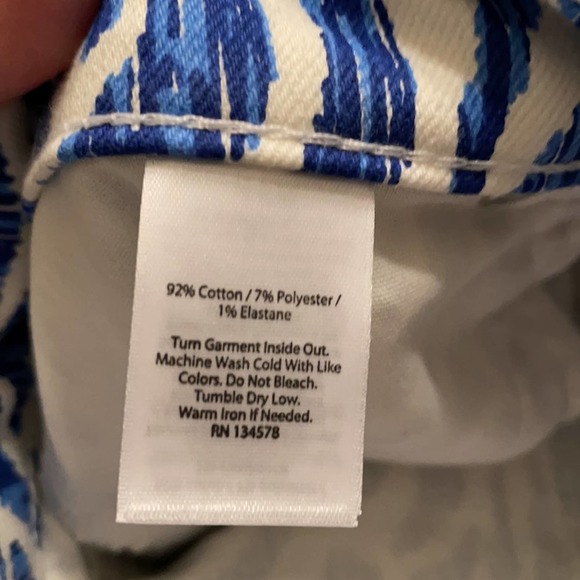 92% Cotton / 7% Polyester /
1% Elastane
Turn Garment Inside Out.
Machine Wash Cold With Like
Colors. Do Not Bleach.
Tumble Dry Low.
Warm Iron If Needed.
RN 134578